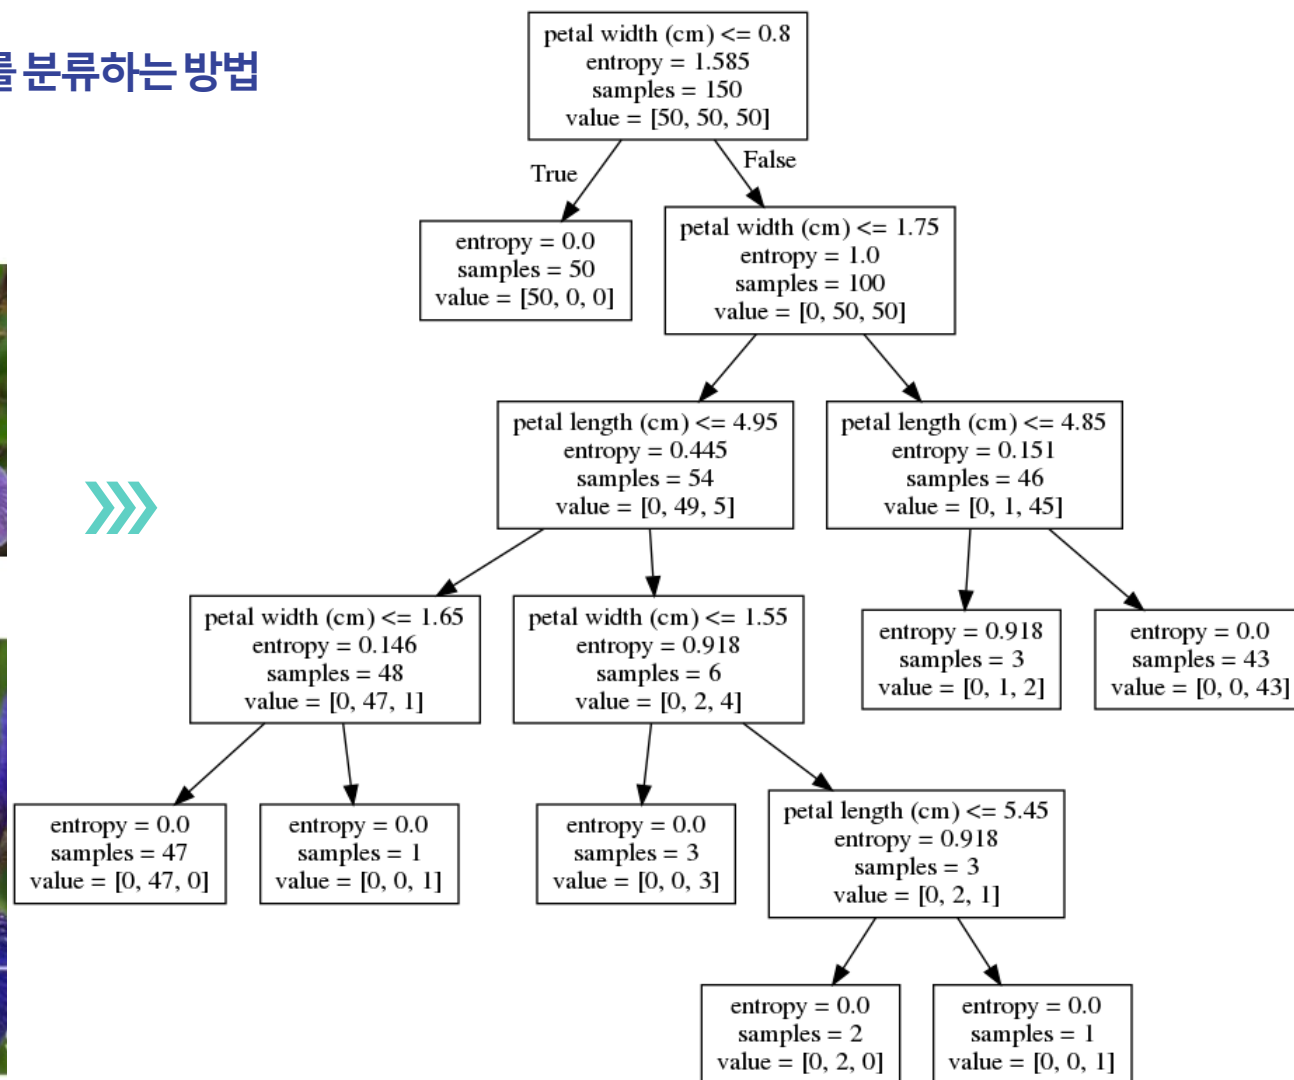 를 분류하는 방법
petal width (cm) <= 0.8
entropy = 1.585
samples = 150
value = [50, 50, 50]
True
False
entropy = 0.0
samples = 50
value = [50, 0, 0]
petal width (cm) <= 1.75
entropy = 1.0
samples = 100
value = [0, 50, 50]
petal length (cm) <= 4.95
entropy = 0.445
samples = 54
value = [0, 49, 5]
petal length (cm) <= 4.85
entropy = 0.151
samples = 46
value = [0, 1, 45]
petal width (cm) <= 1.65
entropy = 0.146
samples = 48
value = [0, 47, 1]
petal width (cm) <= 1.55
entropy = 0.918
samples = 6
value = [0, 2, 4]
entropy = 0.918
samples = 3
value = [0, 1, 2]
entropy = 0.0
samples = 43
value = [0, 0, 43]
entropy = 0.0
samples = 47
value = [0, 47, 0]
entropy = 0.0
samples = 1
value = [0, 0, 1]
entropy = 0.0
samples = 3
value = [0, 0, 3]
petal length (cm) <= 5.45
entropy = 0.918
samples = 3
value = [0, 2, 1]
entropy = 0.0
samples = 2
value = [0, 2, 0]
entropy = 0.0
samples = 1
value = [0, 0, 1]